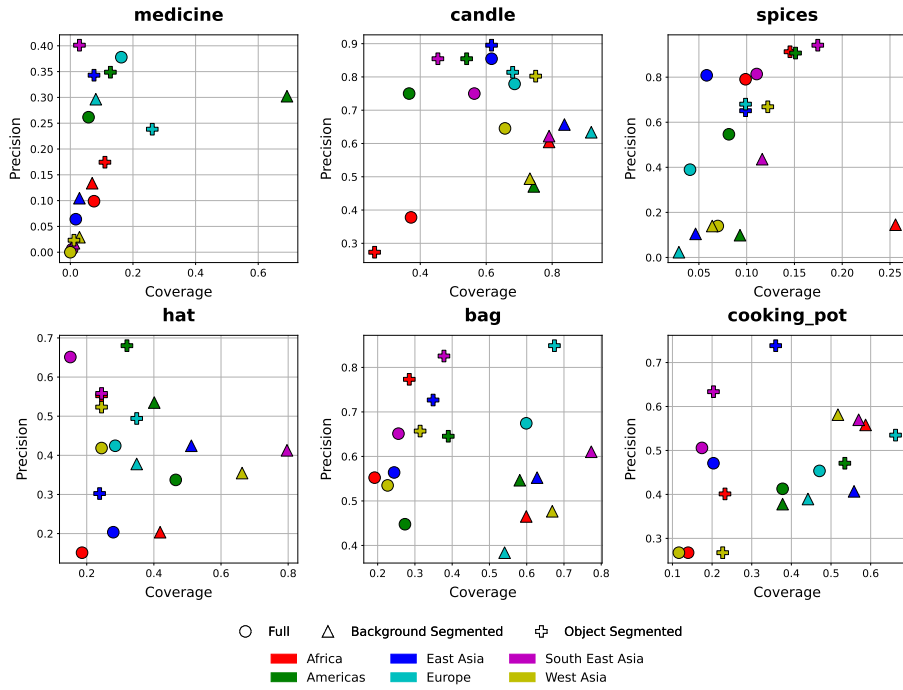 medicine
Precision
0.40
0.35
0.30
0.25
0.20
0.15
0.10
0.05
0.00
0.0 0.2 0.4 0.6
Coverage
candle
Precision
0.9
0.8
0.7
0.6
0.5
0.4
0.3
0.4 0.6 0.8
Coverage
spices
Precision
0.8
0.6
0.4
0.2
0.0
0.05 0.10 0.15 0.20 0.25
Coverage
hat
Precision
0.7
0.6
0.5
0.4
0.3
0.2
0.2 0.4 0.6 0.8
Coverage
bag
Precision
0.8
0.7
0.6
0.5
0.4
0.2 0.3 0.4 0.5 0.6 0.7 0.8
Coverage
cooking_pot
Precision
0.7
0.6
0.5
0.4
0.3
0.1 0.2 0.3 0.4 0.5 0.6
Coverage
Full Background Segmented Object Segmented
Africa East Asia South East Asia
Americas Europe West Asia